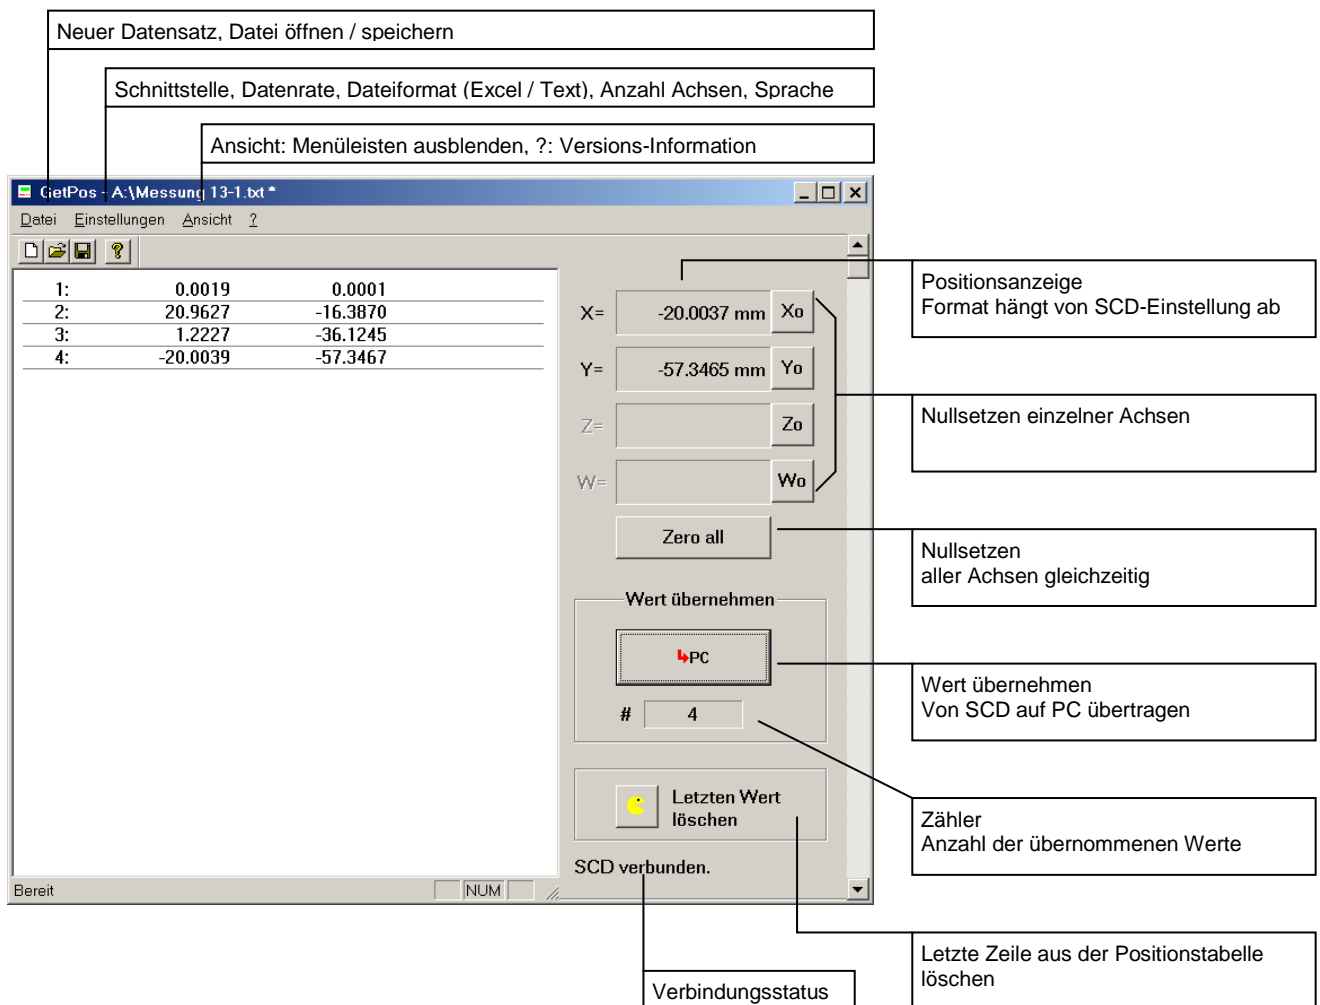 Neuer Datensatz, Datei öffnen / speichern
Schnittstelle, Datenrate, Dateiformat (Excel / Text), Anzahl Achsen, Sprache
Ansicht: Menüleisten ausblenden, ?: Versions-Information
GetPos - A:\Messung 13-1.txt *
Datei Einstellungen Ansicht ?
1: 0.0019 0.0001
2: 20.9627 -16.3870
3: 1.2227 -36.1245
4: -20.0039 -57.3467
X= -20.0037 mm Xo
Y= -57.3465 mm Yo
Z= Zo
W= Wo
Zero all
Wert übernehmen
PC
# 4
Letzten Wert
löschen
SCD verbunden.
Bereit NUM
Positionsanzeige
Format hängt von SCD-Einstellung ab
Nullsetzen einzelner Achsen
Nullsetzen
aller Achsen gleichzeitig
Wert übernehmen
Von SCD auf PC übertragen
Zähler
Anzahl der übernommenen Werte
Letzte Zeile aus der Positionstabelle
löschen
Verbindungsstatus